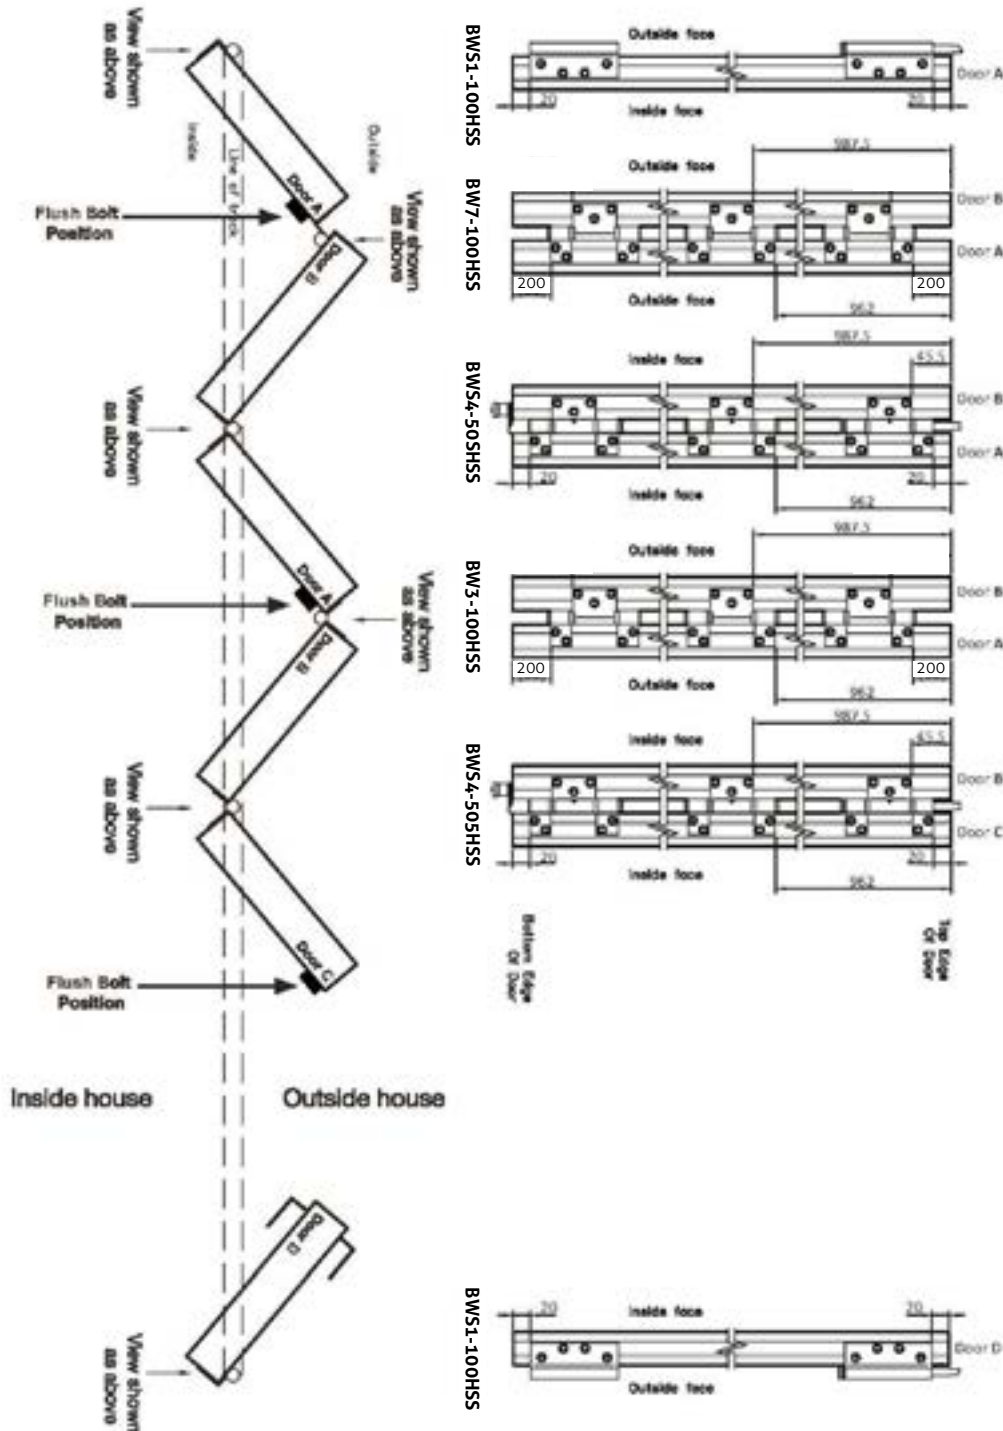 View shown
as above
Inside
Line of track
Outside
Door A
Flush Bolt
Position
View shown
as above
Door B
View shown
as above
Door A
Flush Bolt
Position
View shown
as above
Door B
View shown
as above
Door C
Flush Bolt
Position
Inside house
Outside house
Door D
View shown
as above
BWS1-100HSS
Outside face
Door A
20
20
Inside face
BW7-100HSS
987.5
Outside face
Door B
Door A
200
200
Outside face
962
BWS4-505HSS
987.5
Inside face
45.5
Door B
Door A
20
20
Inside face
962
BW3-100HSS
987.5
Outside face
Door B
Door A
200
200
Outside face
962
BWS4-505HSS
987.5
Inside face
45.5
Door B
Door C
20
20
Inside face
962
Bottom Edge
Of Door
Top Edge
Of Door
BWS1-100HSS
20
Inside face
20
Door D
Outside face